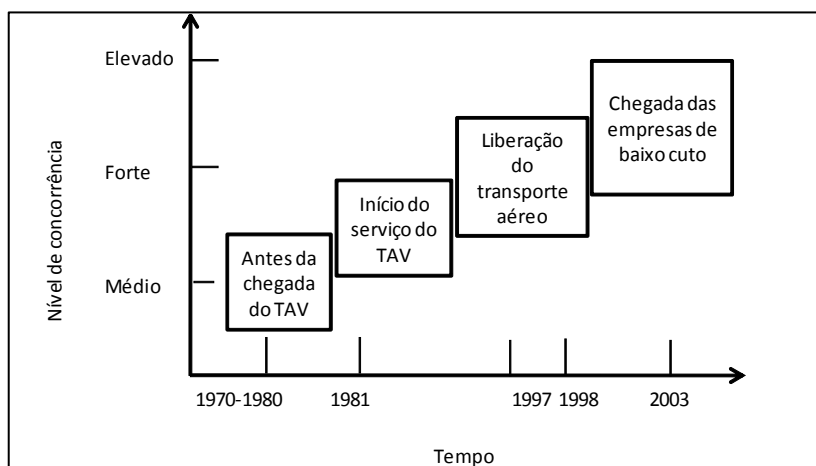 Elevado
Forte
Médio
Nível de concorrência
Antes da
chegada
do TAV
Início do
serviço do
TAV
Liberação
do
transporte
aéreo
Chegada das
empresas de
baixo cuto
1970-1980
1981
1997
1998
2003
Tempo